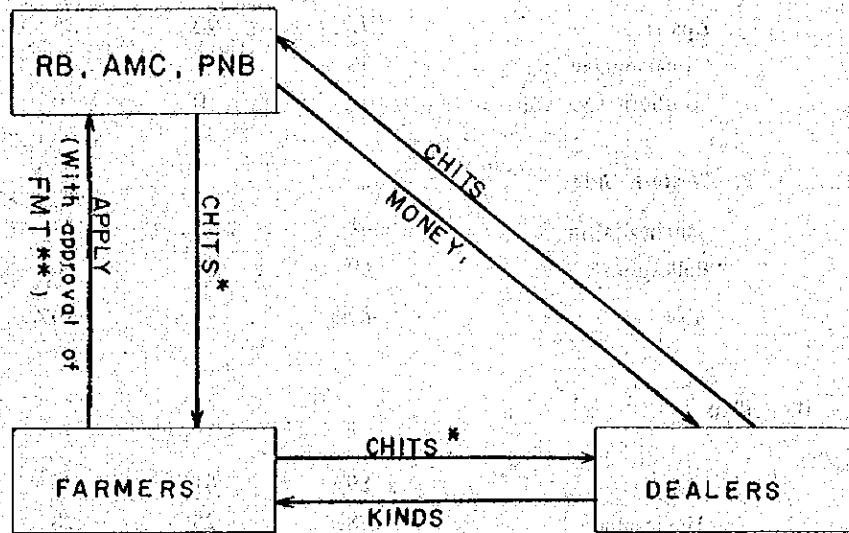 RB, AMC, PNB
CHITS
MONEY,
APPLY
(With approval of
FMT **)
CHITS*
FARMERS
CHITS*
KINDS
DEALERS